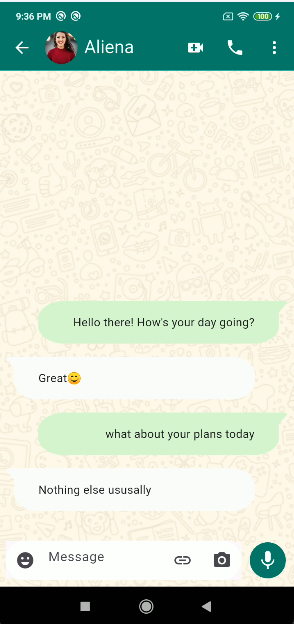 9:36 PM
100
Aliena
Hello there! How's your day going?
Great😊
what about your plans today
Nothing else ususally
Message